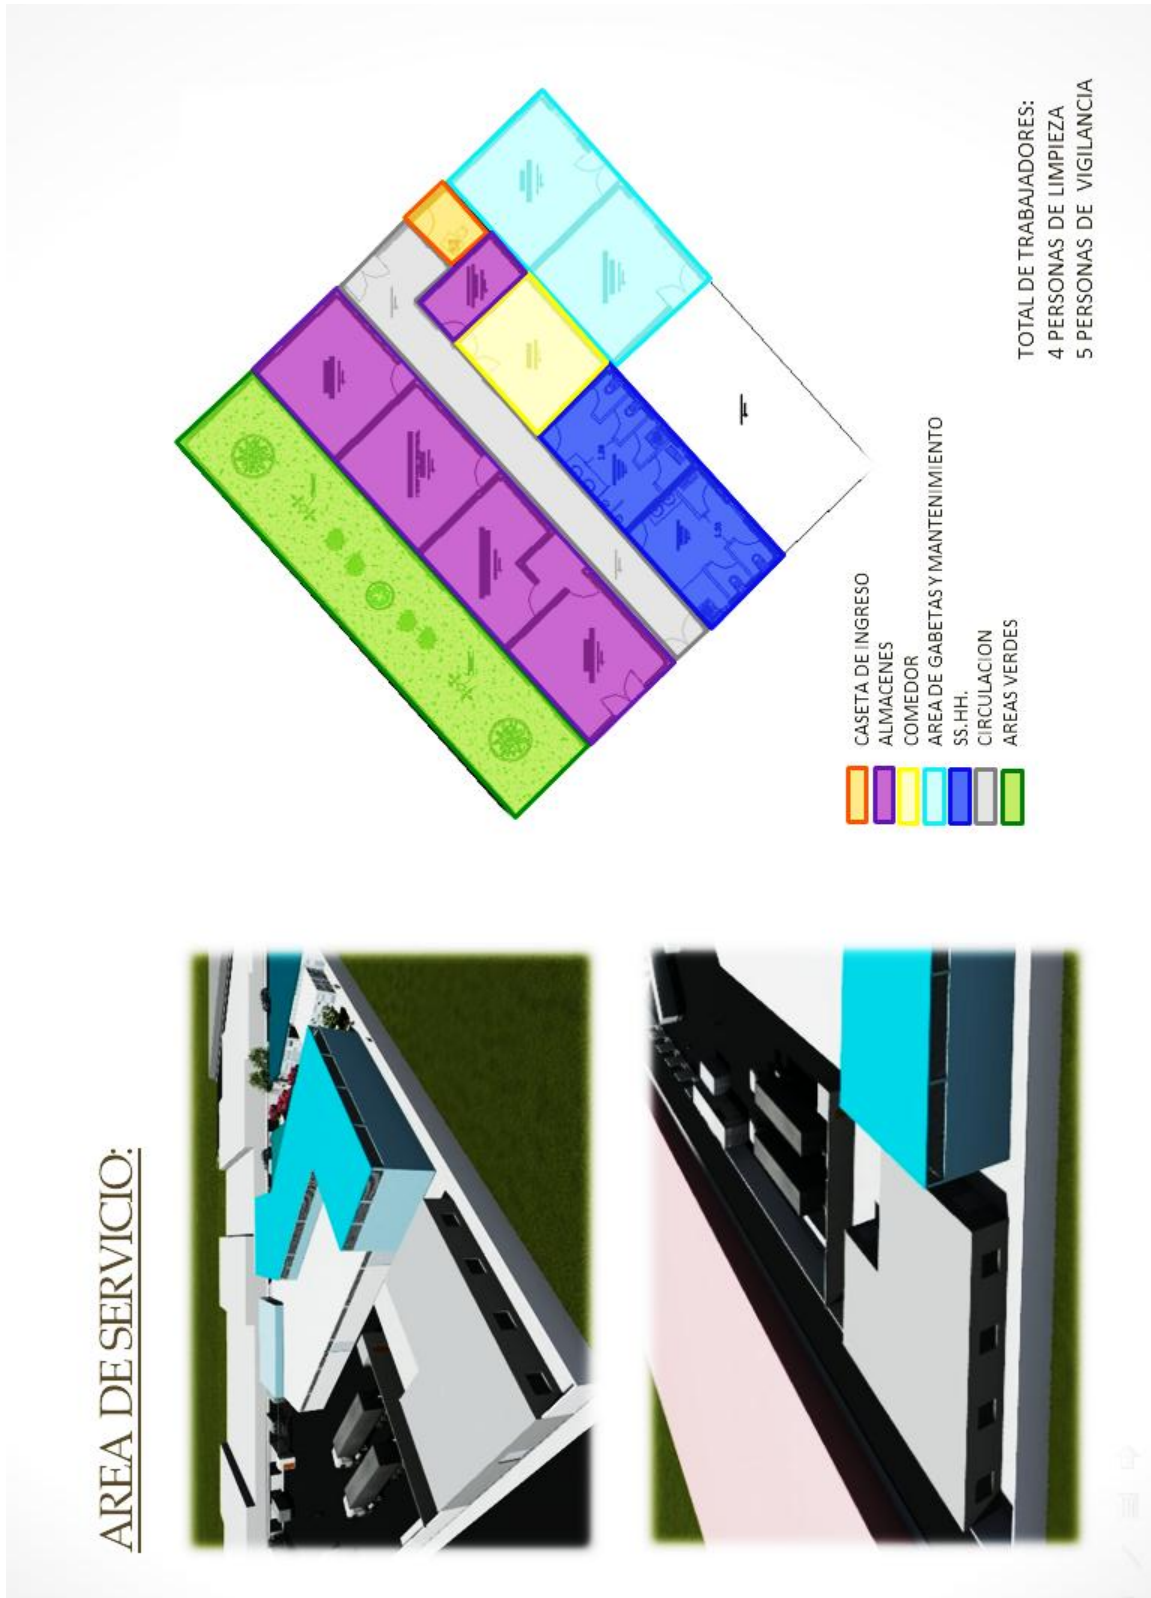 AREA DE SERVICIO:
CASETA DE INGRESO
ALMACENES
COMEDOR
AREA DE GABETAS Y MANTENIMIENTO
SS.HH.
CIRCULACION
AREAS VERDES
TOTAL DE TRABAJADORES:
4 PERSONAS DE LIMPIEZA
5 PERSONAS DE VIGILANCIA